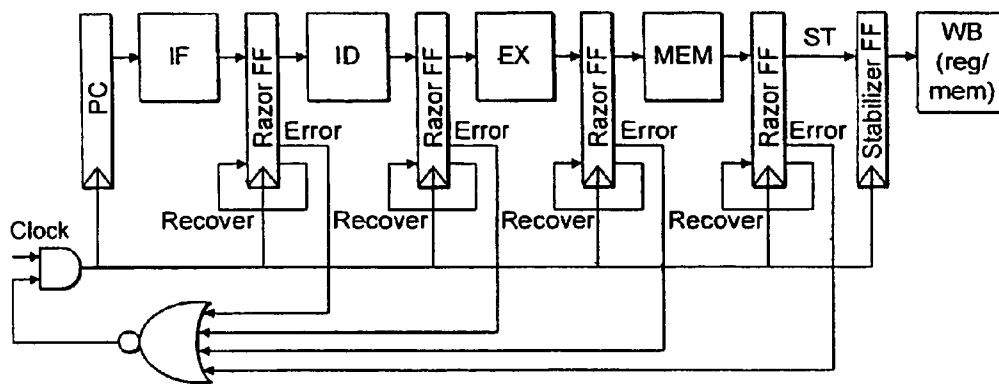 PC
IF
Razor FF
ID
Razor FF
EX
Razor FF
MEM
Razor FF
ST
Stabilizer FF
WB
(reg/
mem)
Error
Error
Error
Error
Recover
Recover
Recover
Recover
Clock